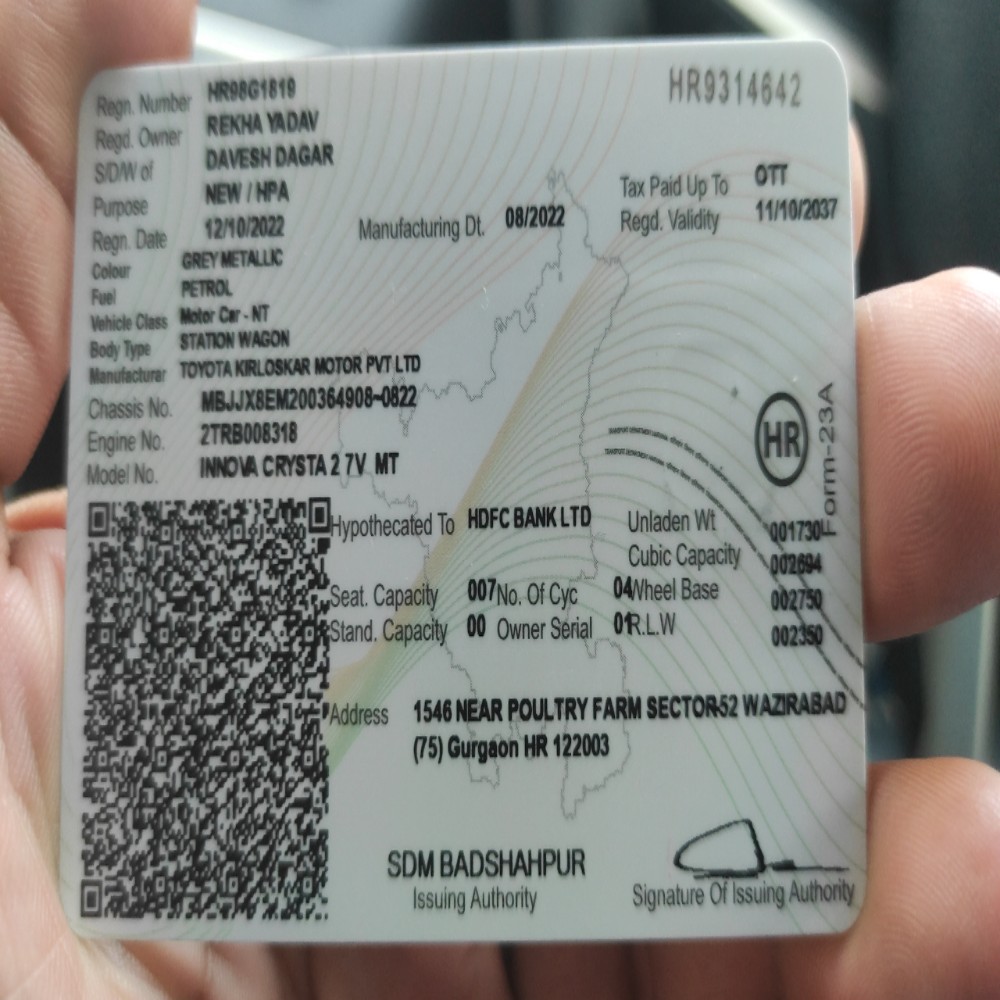 HR9314642
Regn. Number HR98G1819
Regd. Owner REKHA YADAV
S/D/W of DAVESH DAGAR
Purpose NEW / HPA
Regn. Date 12/10/2022
Manufacturing Dt. 08/2022
Tax Paid Up To OTT
Regd. Validity 11/10/2037
Colour GREY METALLIC
Fuel PETROL
Vehicle Class Motor Car - NT
Body Type STATION WAGON
Manufacturar TOYOTA KIRLOSKAR MOTOR PVT LTD
Chassis No. MBJJX8EM200364908-0822
Engine No. 2TRB008318
Model No. INNOVA CRYSTA 2 7V MT
HR
Form-23A
Hypothecated To HDFC BANK LTD
Unladen Wt 001730
Cubic Capacity 002694
Seat. Capacity 007 No. Of Cyc 04 Wheel Base 002750
Stand. Capacity 00 Owner Serial 01 R.L.W 002350
Address 1546 NEAR POULTRY FARM SECTOR-52 WAZIRABAD
(75) Gurgaon HR 122003
SDM BADSHAHPUR
Issuing Authority
Signature Of Issuing Authority